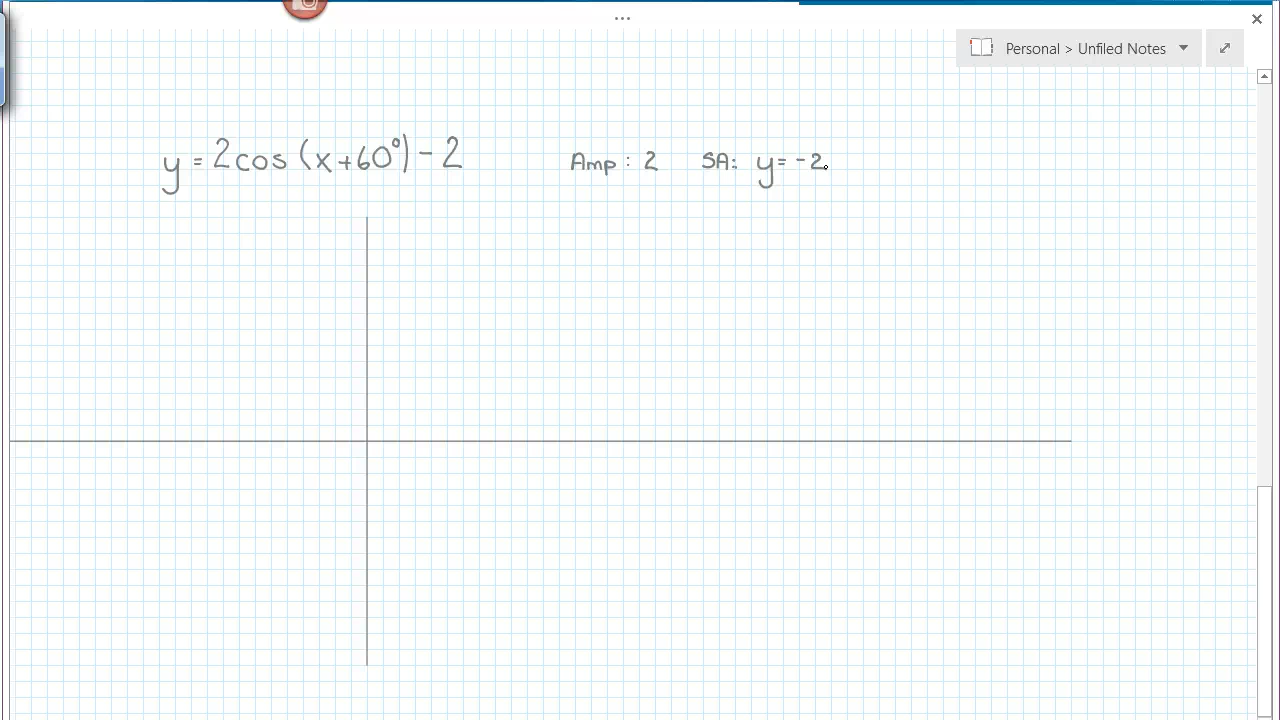 ...
Personal > Unfiled Notes
y = 2cos (x+60°) - 2 Amp : 2 SA: y = -2